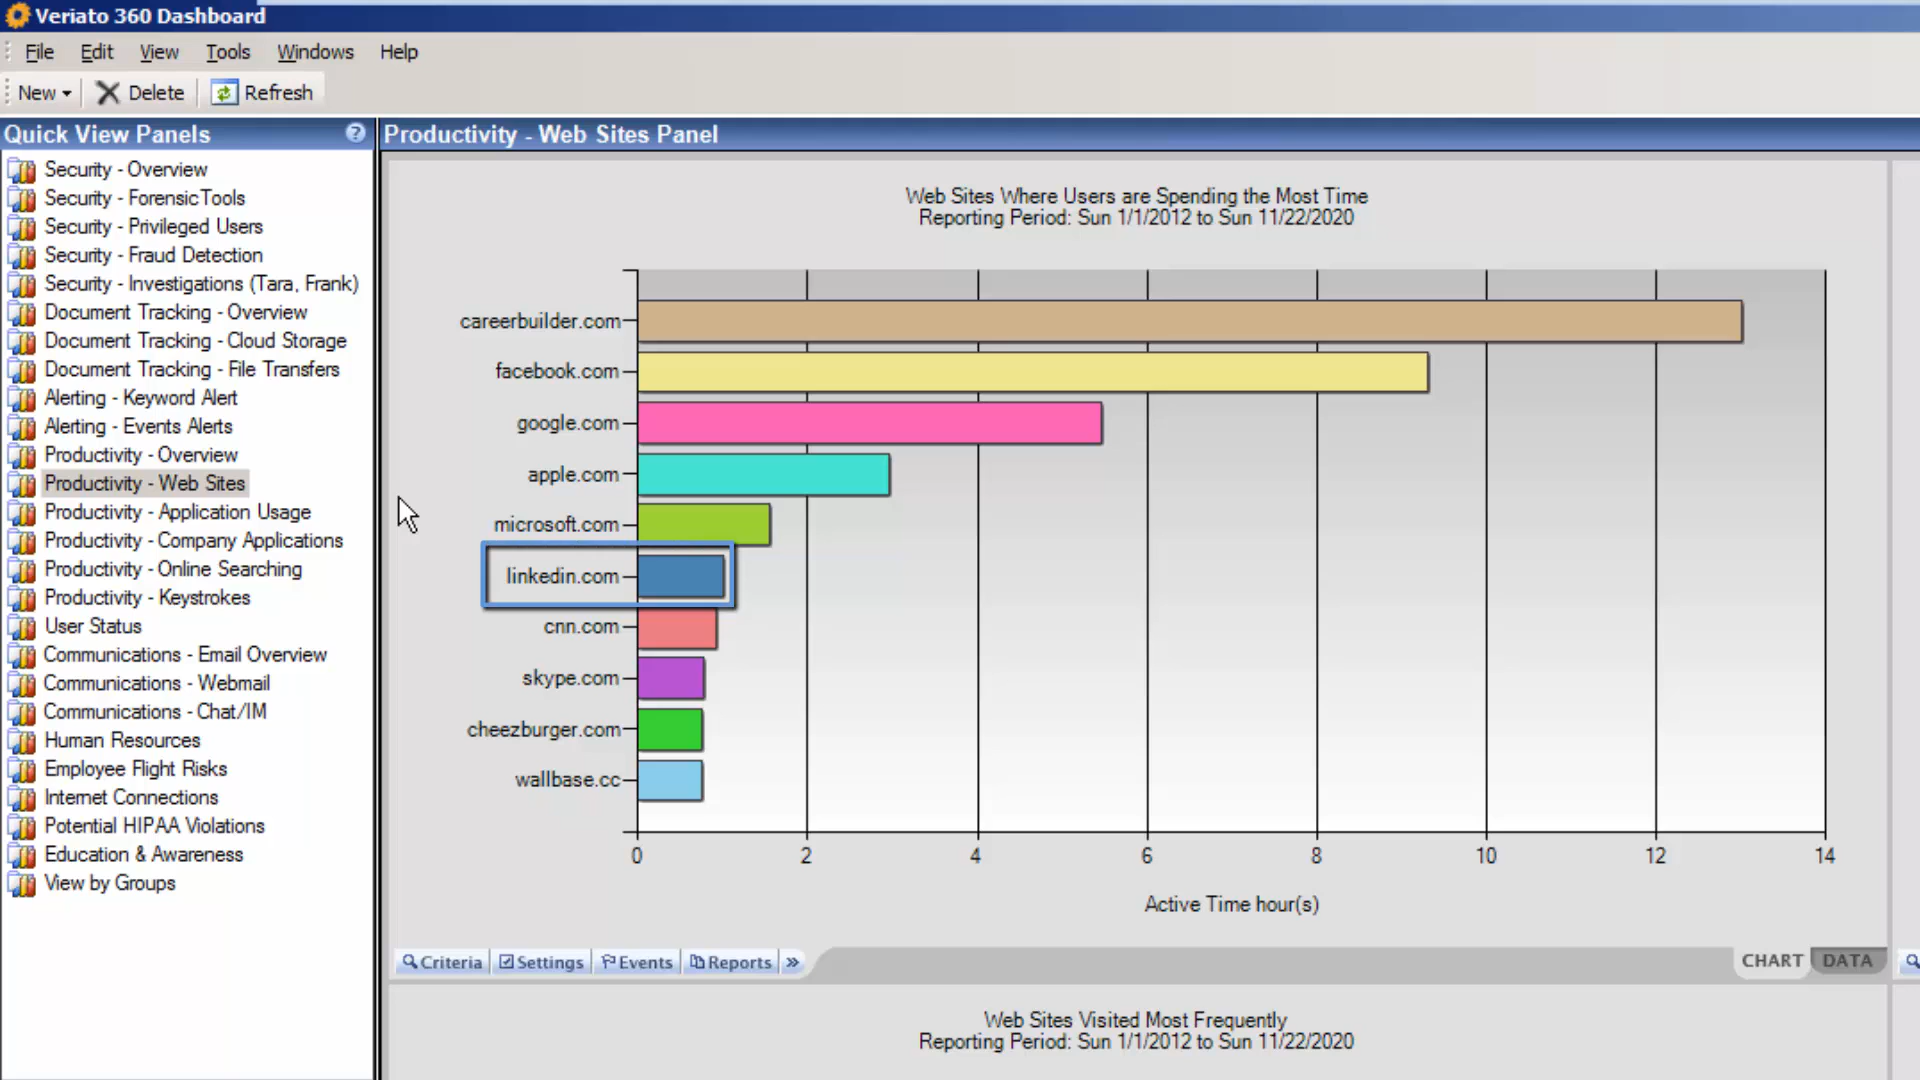 Veriato 360 Dashboard
File Edit View Tools Windows Help
New Delete Refresh
Quick View Panels
Security - Overview
Security - Forensic Tools
Security - Privileged Users
Security - Fraud Detection
Security - Investigations (Tara, Frank)
Document Tracking - Overview
Document Tracking - Cloud Storage
Document Tracking - File Transfers
Alerting - Keyword Alert
Alerting - Events Alerts
Productivity - Overview
Productivity - Web Sites
Productivity - Application Usage
Productivity - Company Applications
Productivity - Online Searching
Productivity - Keystrokes
User Status
Communications - Email Overview
Communications - Webmail
Communications - Chat/IM
Human Resources
Employee Flight Risks
Internet Connections
Potential HIPAA Violations
Education & Awareness
View by Groups
Productivity - Web Sites Panel
Web Sites Where Users are Spending the Most Time
Reporting Period: Sun 1/1/2012 to Sun 11/22/2020
careerbuilder.com
facebook.com
google.com
apple.com
microsoft.com
linkedin.com
cnn.com
skype.com
cheezburger.com
wallbase.cc
0 2 4 6 8 10 12 14
Active Time hour(s)
Criteria Settings Events Reports » CHART DATA
Web Sites Visited Most Frequently
Reporting Period: Sun 1/1/2012 to Sun 11/22/2020